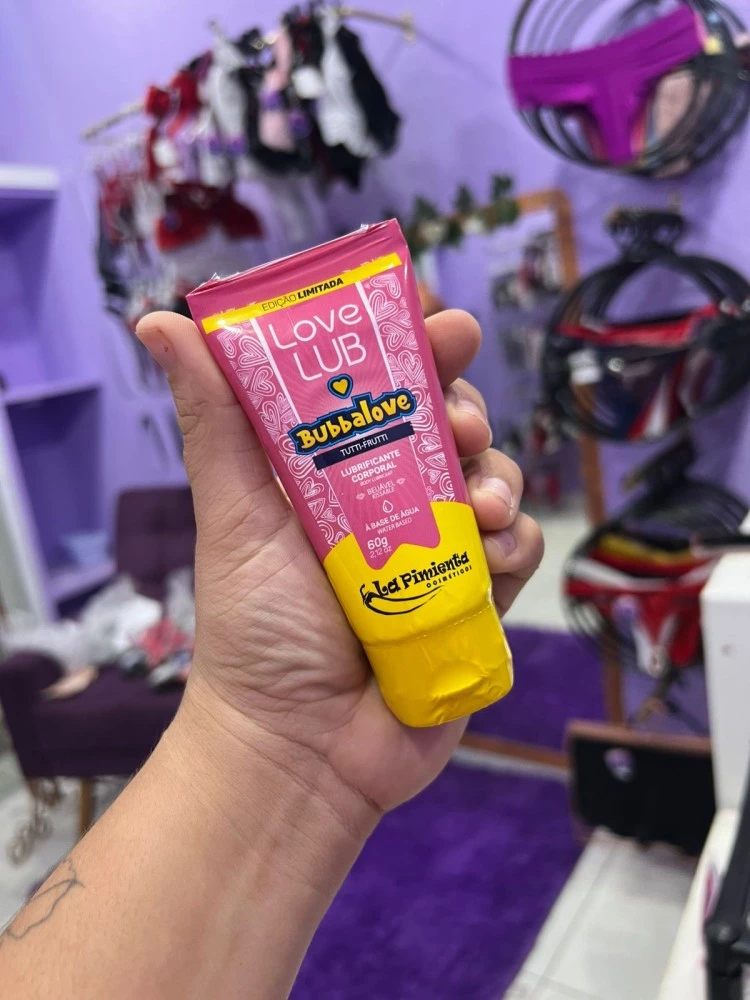 EDIÇÃO LIMITADA
LOVE
LUB
BUBBALOVE
TUTTI-FRUTTI
LUBRIFICANTE
CORPORAL
BODY LUBRICANT
BEIJÁVEL
KISSABLE
À BASE DE ÁGUA
WATER BASED
60g
2.12 oz
La Pimienta
COSMÉTICOS